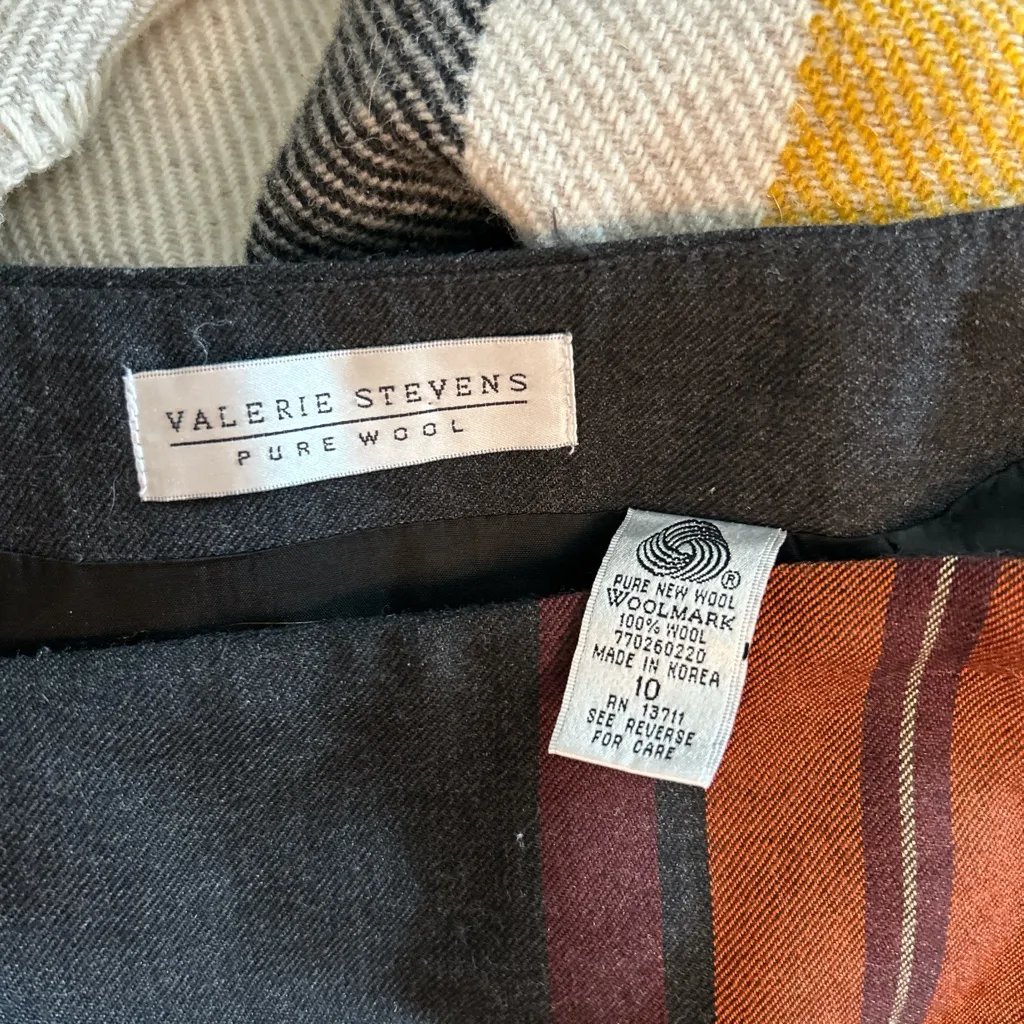 VALERIE STEVENS
PURE WOOL
®
PURE NEW WOOL
WOOLMARK
100% WOOL
770260220
MADE IN KOREA
10
RN 13711
SEE REVERSE
FOR CARE